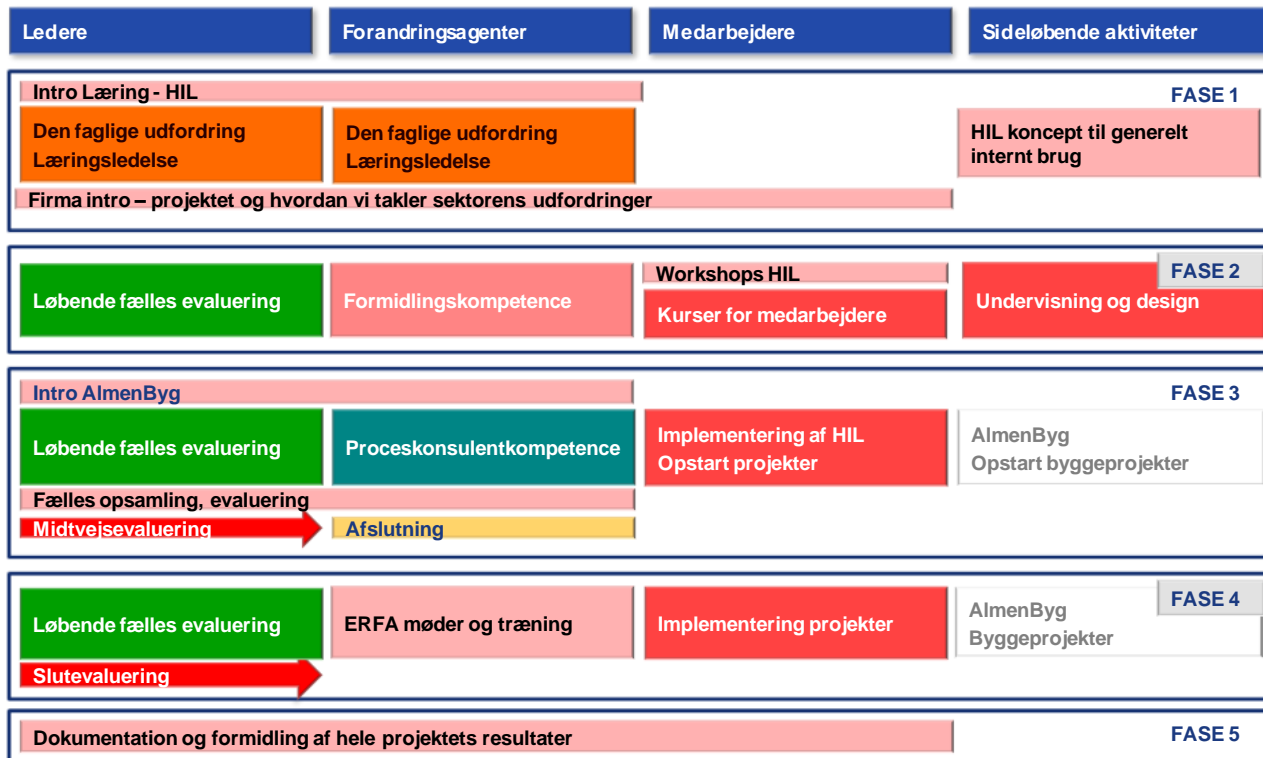 Ledere
Forandringsagenter
Medarbejdere
Sideløbende aktiviteter
FASE 1
Intro Læring - HIL
Den faglige udfordring
Læringsledelse
Den faglige udfordring
Læringsledelse
HIL koncept til generelt
internt brug
Firma intro – projektet og hvordan vi takler sektorens udfordringer
FASE 2
Løbende fælles evaluering
Formidlingskompetence
Workshops HIL
Kurser for medarbejdere
Undervisning og design
FASE 3
Intro AlmenByg
Løbende fælles evaluering
Proceskonsulentkompetence
Implementering af HIL
Opstart projekter
AlmenByg
Opstart byggeprojekter
Fælles opsamling, evaluering
Midtvejsevaluering
Afslutning
FASE 4
Løbende fælles evaluering
ERFA møder og træning
Implementering projekter
AlmenByg
Byggeprojekter
Slutevaluering
FASE 5
Dokumentation og formidling af hele projektets resultater